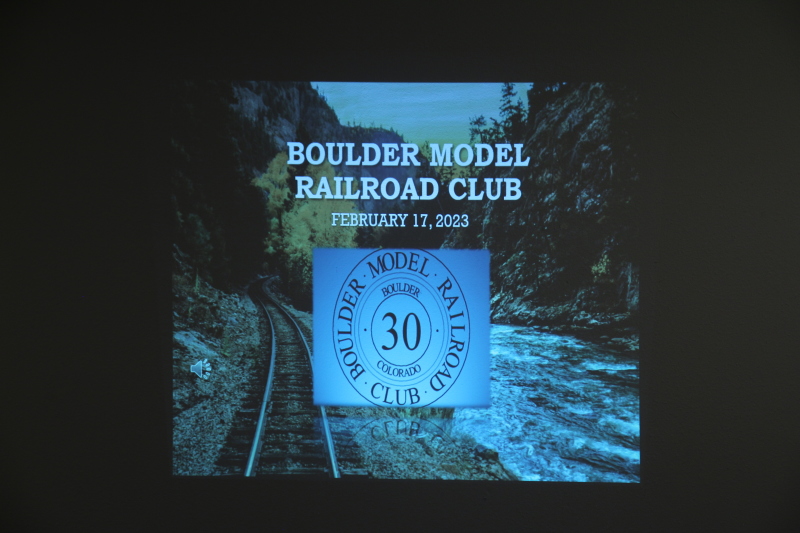 BOULDER MODEL
RAILROAD CLUB
FEBRUARY 17, 2023
BOULDER · MODEL · RAILROAD · CLUB ·
BOULDER
30
COLORADO